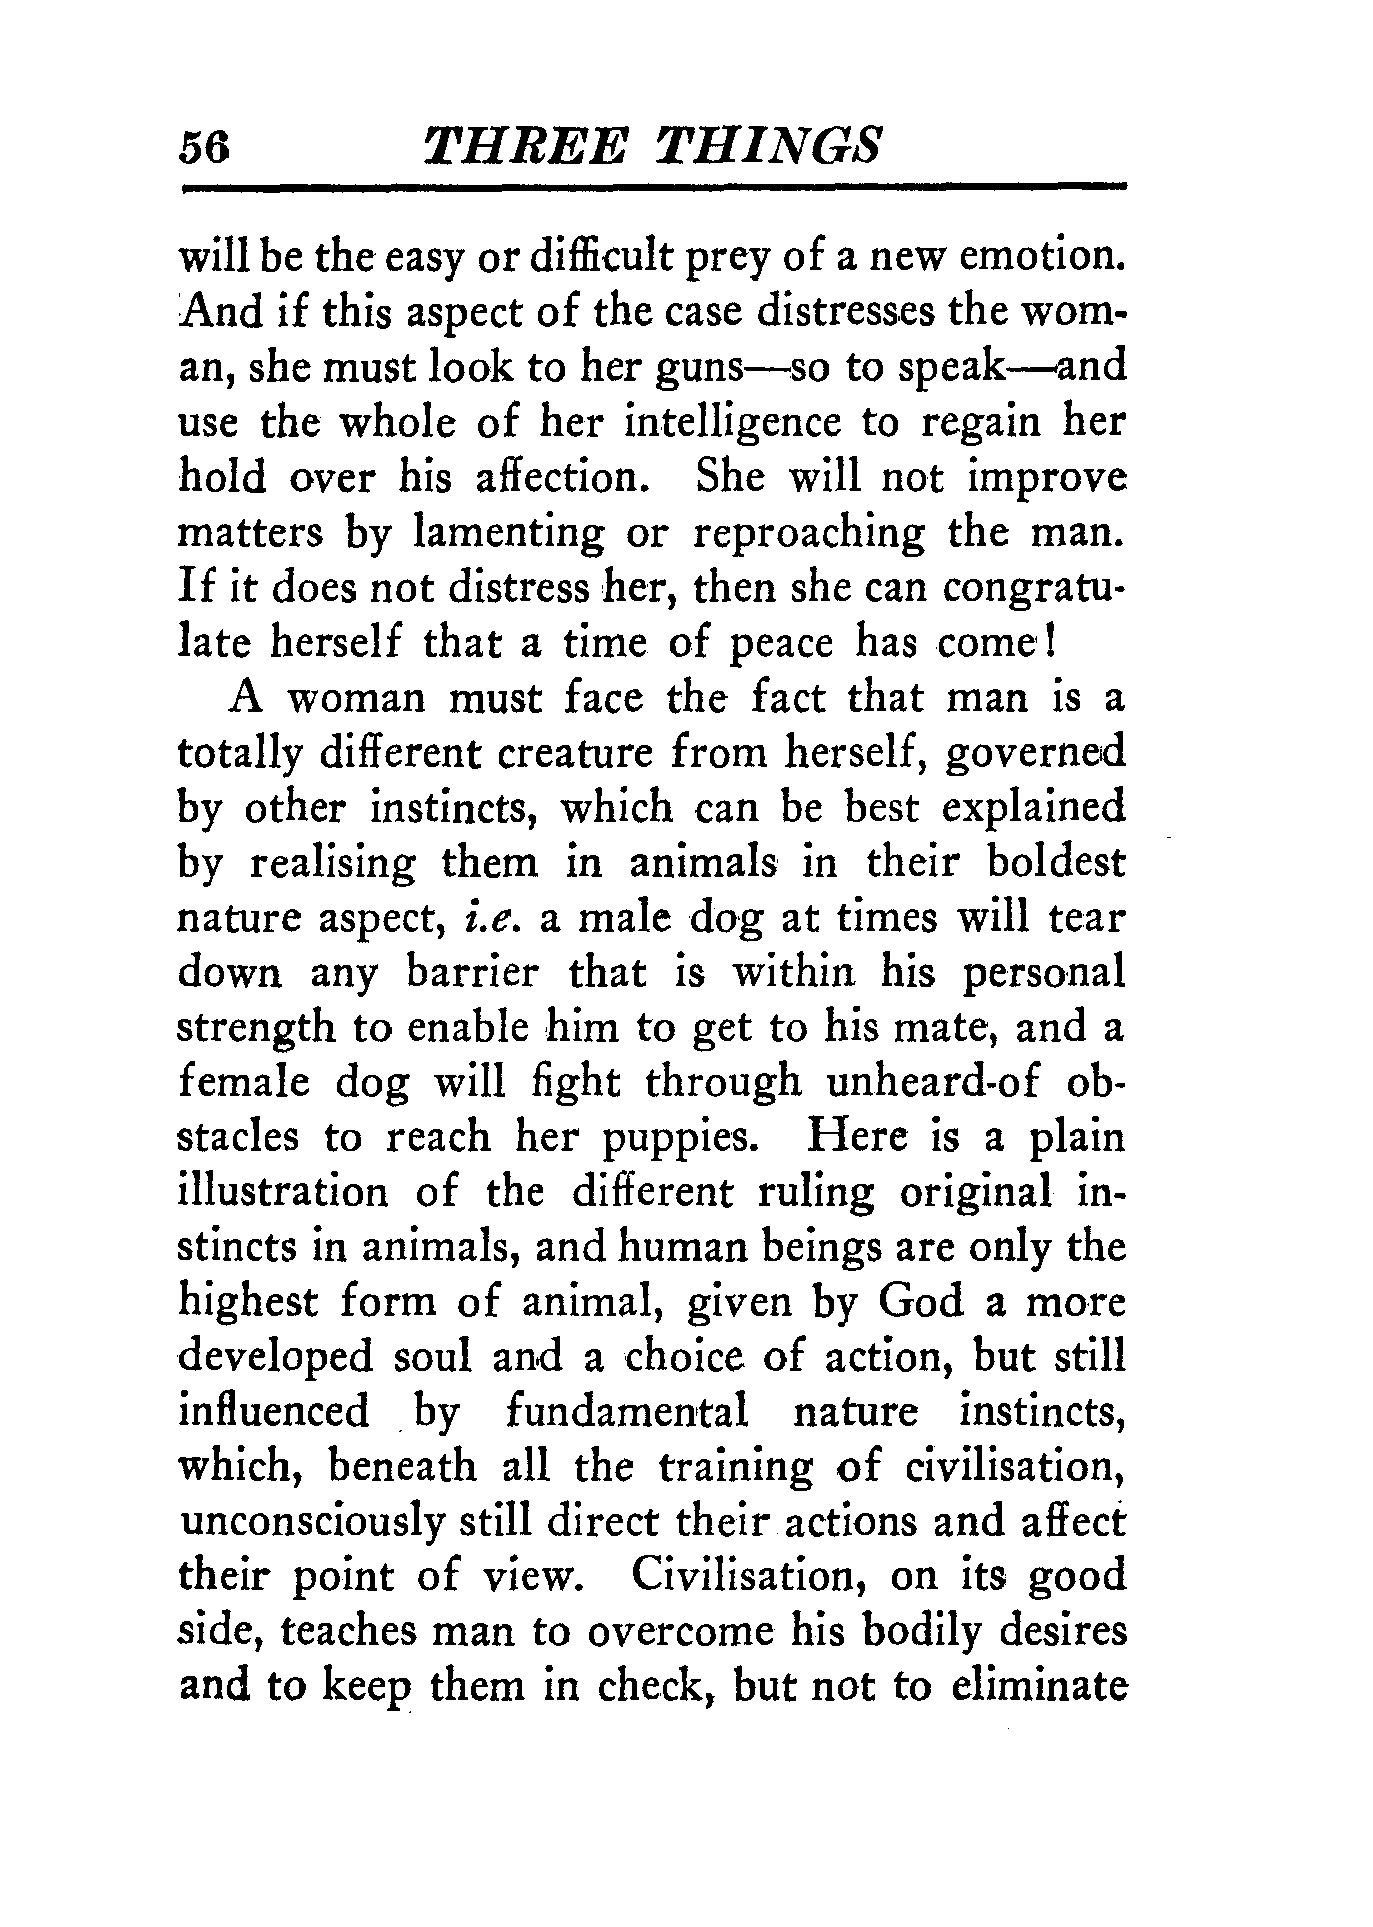 56 THREE THINGS
will be the easy or difficult prey of a new emotion.
And if this aspect of the case distresses the wom-
an, she must look to her guns—so to speak—and
use the whole of her intelligence to regain her
hold over his affection. She will not improve
matters by lamenting or reproaching the man.
If it does not distress her, then she can congratu-
late herself that a time of peace has come!
A woman must face the fact that man is a
totally different creature from herself, governed
by other instincts, which can be best explained
by realising them in animals in their boldest
nature aspect, i.e. a male dog at times will tear
down any barrier that is within his personal
strength to enable him to get to his mate, and a
female dog will fight through unheard-of ob-
stacles to reach her puppies. Here is a plain
illustration of the different ruling original in-
stincts in animals, and human beings are only the
highest form of animal, given by God a more
developed soul and a choice of action, but still
influenced by fundamental nature instincts,
which, beneath all the training of civilisation,
unconsciously still direct their actions and affect
their point of view. Civilisation, on its good
side, teaches man to overcome his bodily desires
and to keep them in check, but not to eliminate